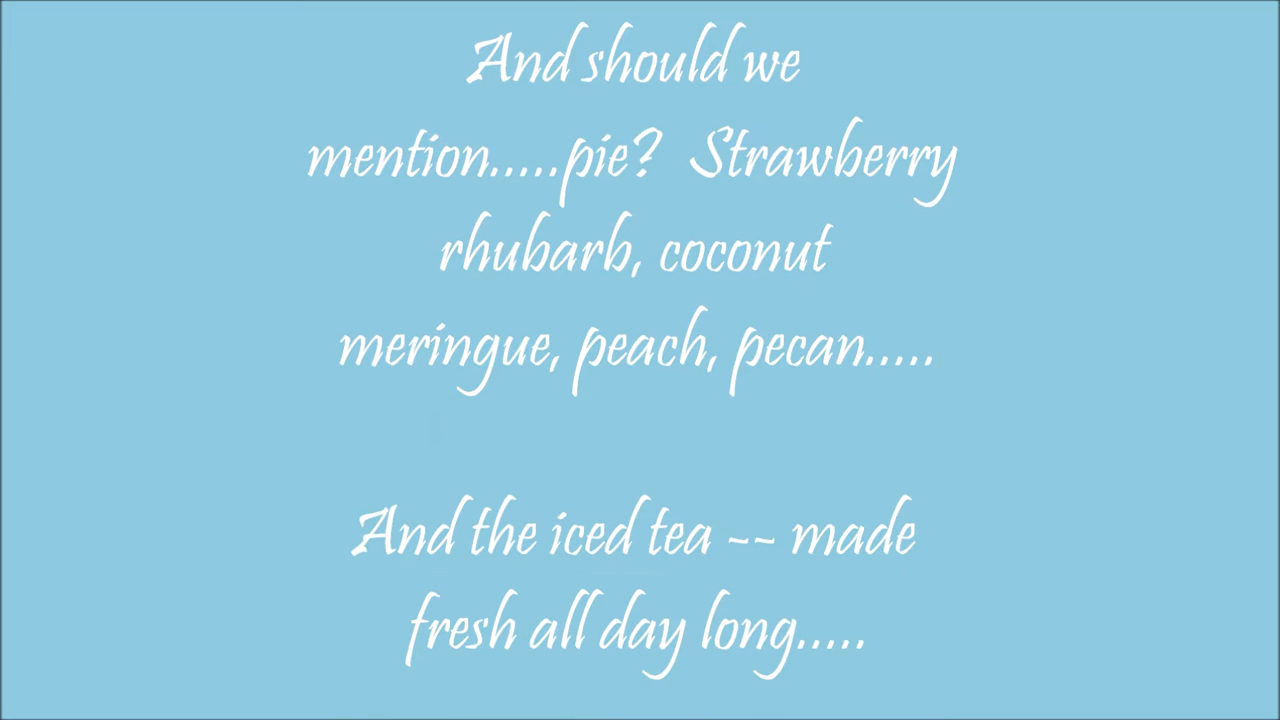 And should we
mention.....pie?  Strawberry
rhubarb, coconut
meringue, peach, pecan.....
And the iced tea -- made
fresh all day long.....